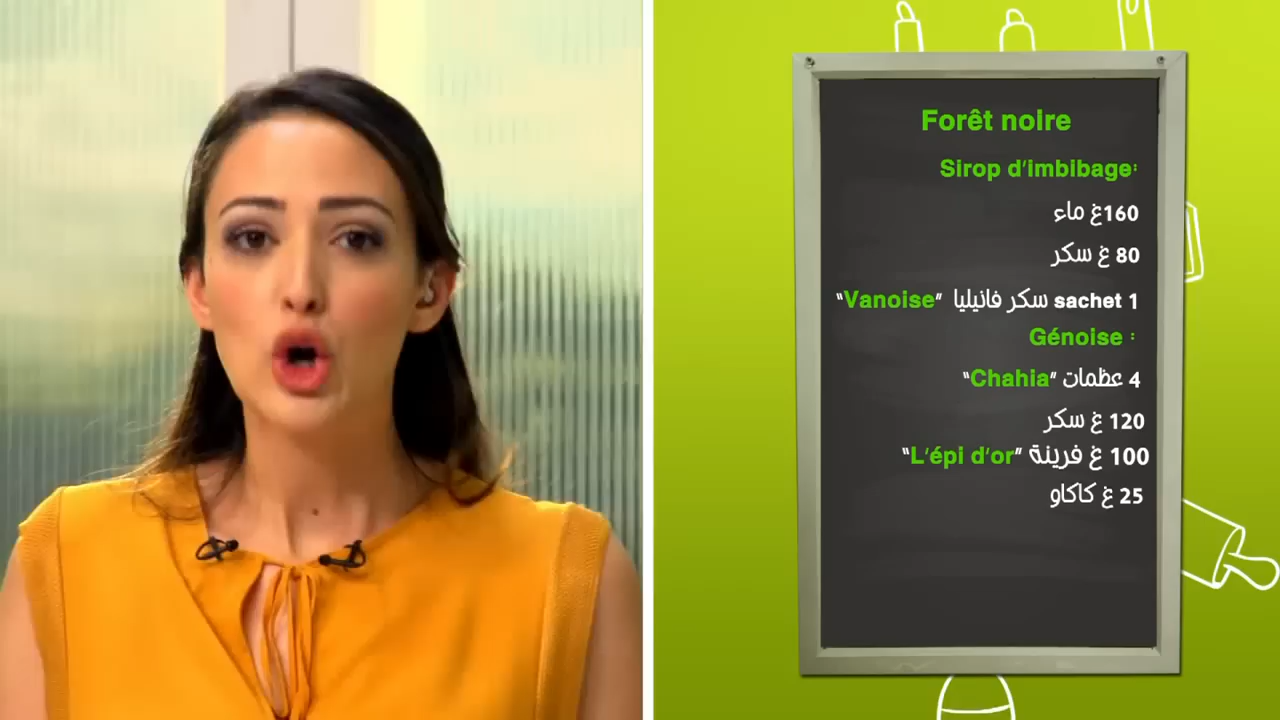 Forêt noire
Sirop d'imbibage:
160غ ماء
80 غ سكر
1 sachet سكر فانيليا "Vanoise"
Génoise :
4 عظمات "Chahia"
120 غ سكر
100 غ فرينة "L'épi d'or"
25 غ كاكاو